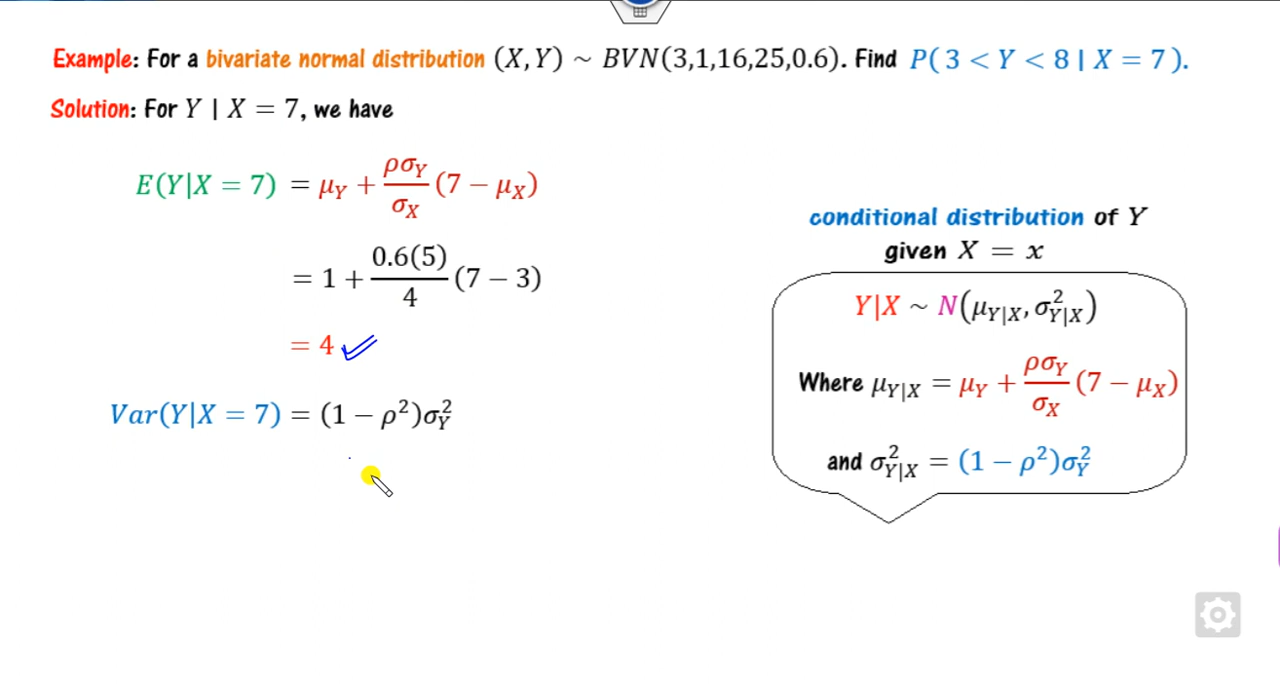 Example: For a bivariate normal distribution (X, Y) ~ BVN(3,1,16,25,0.6). Find P( 3 < Y < 8 | X = 7 ).
Solution: For Y | X = 7, we have
E(Y|X = 7) = μ_Y + ρσ_Y/σ_X (7 − μ_X)
= 1 + 0.6(5)/4 (7 − 3)
= 4
Var(Y|X = 7) = (1 − ρ²)σ_Y²
conditional distribution of Y
given X = x
Y|X ~ N(μ_{Y|X}, σ²_{Y|X})
Where μ_{Y|X} = μ_Y + ρσ_Y/σ_X (7 − μ_X)
and σ²_{Y|X} = (1 − ρ²)σ_Y²